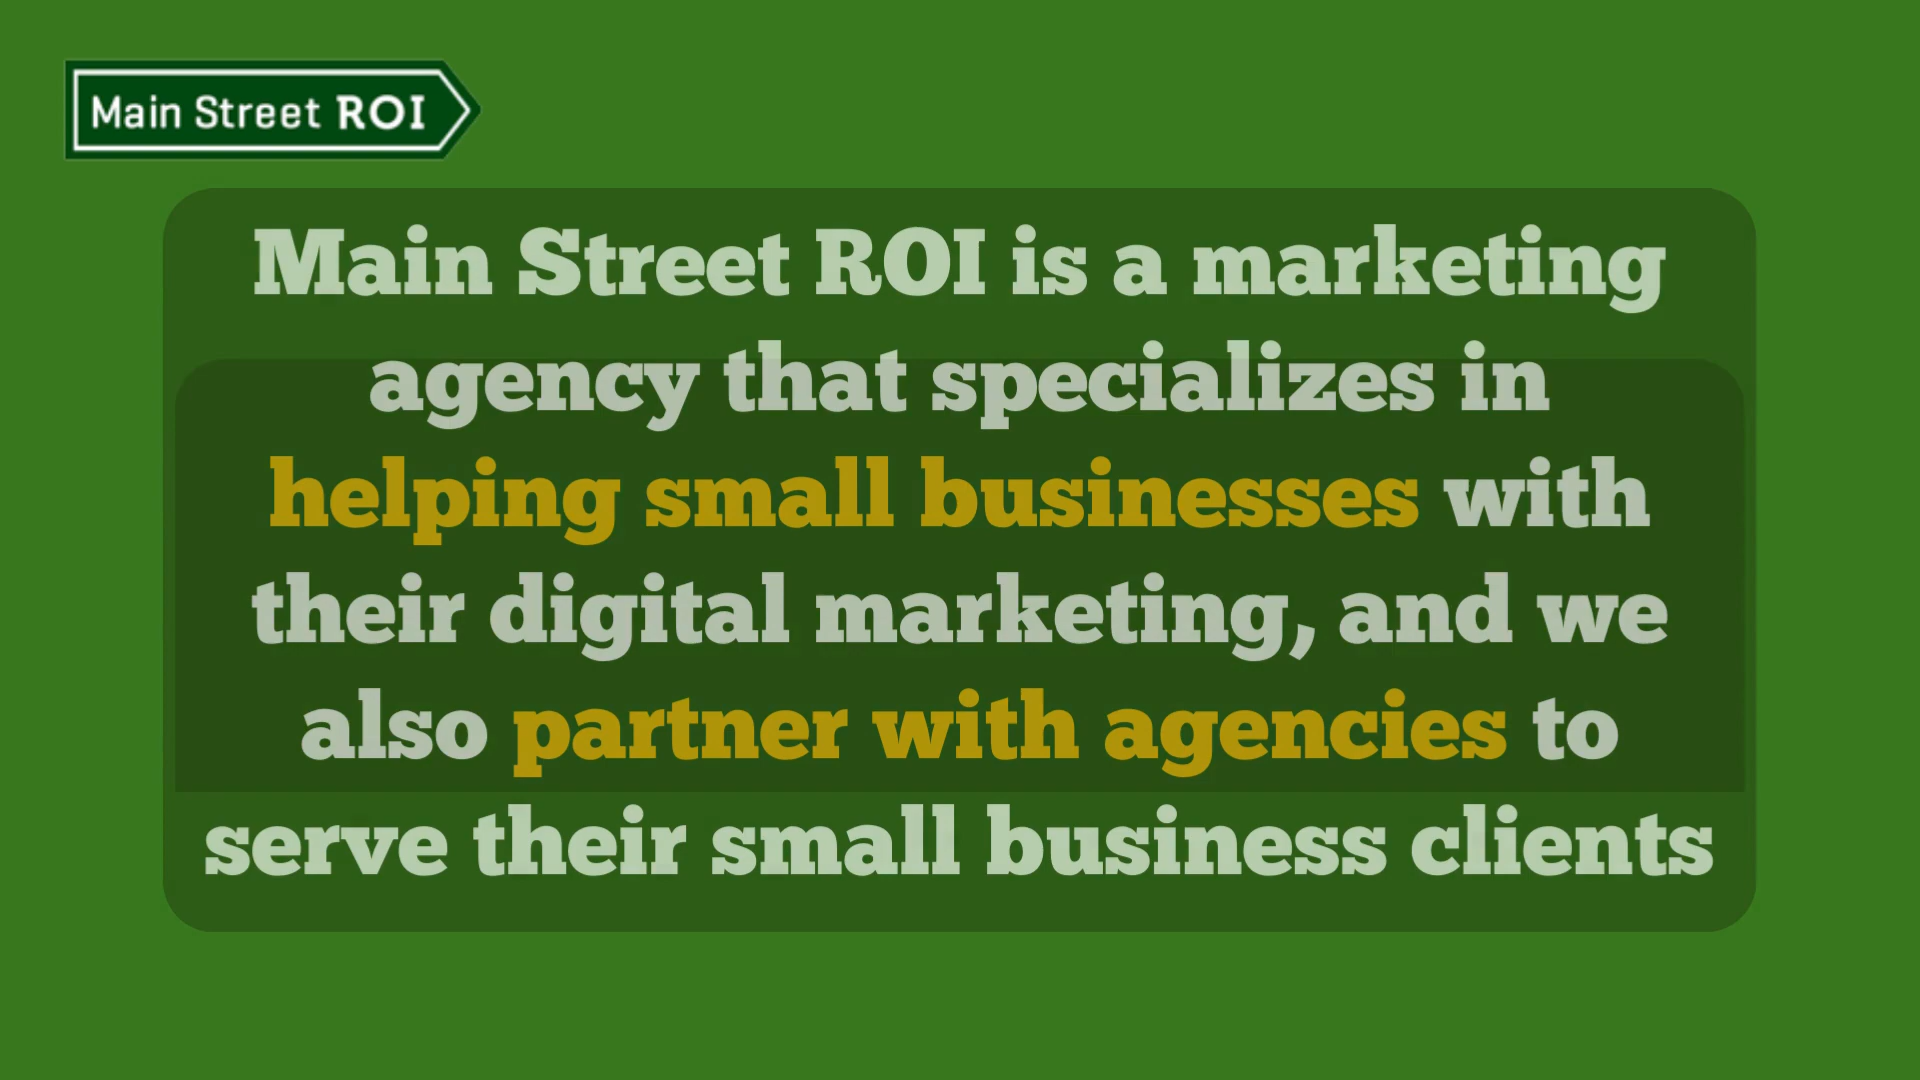 Main Street ROI
Main Street ROI is a marketing
agency that specializes in
helping small businesses with
their digital marketing, and we
also partner with agencies to
serve their small business clients